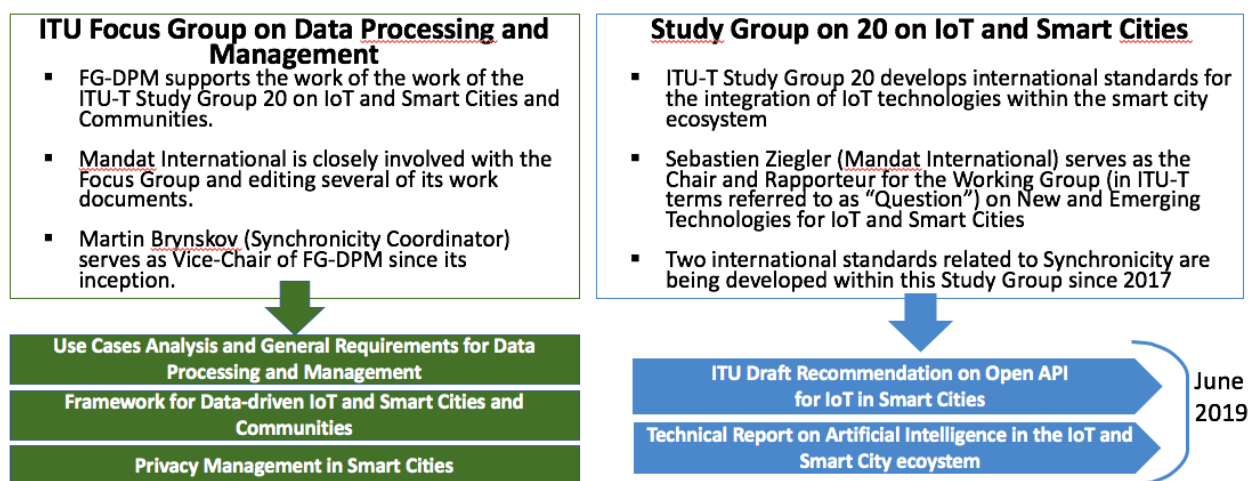 ITU Focus Group on Data Processing and
Management
▪ FG-DPM supports the work of the work of the
ITU-T Study Group 20 on IoT and Smart Cities and
Communities.
▪ Mandat International is closely involved with the
Focus Group and editing several of its work
documents.
▪ Martin Brynskov (Synchronicity Coordinator)
serves as Vice-Chair of FG-DPM since its
inception.
Use Cases Analysis and General Requirements for Data
Processing and Management
Framework for Data-driven IoT and Smart Cities and
Communities
Privacy Management in Smart Cities
Study Group on 20 on IoT and Smart Cities
▪ ITU-T Study Group 20 develops international standards for
the integration of IoT technologies within the smart city
ecosystem
▪ Sebastien Ziegler (Mandat International) serves as the
Chair and Rapporteur for the Working Group (in ITU-T
terms referred to as “Question”) on New and Emerging
Technologies for IoT and Smart Cities
▪ Two international standards related to Synchronicity are
being developed within this Study Group since 2017
ITU Draft Recommendation on Open API
for IoT in Smart Cities
Technical Report on Artificial Intelligence in the IoT and
Smart City ecoystem
June
2019